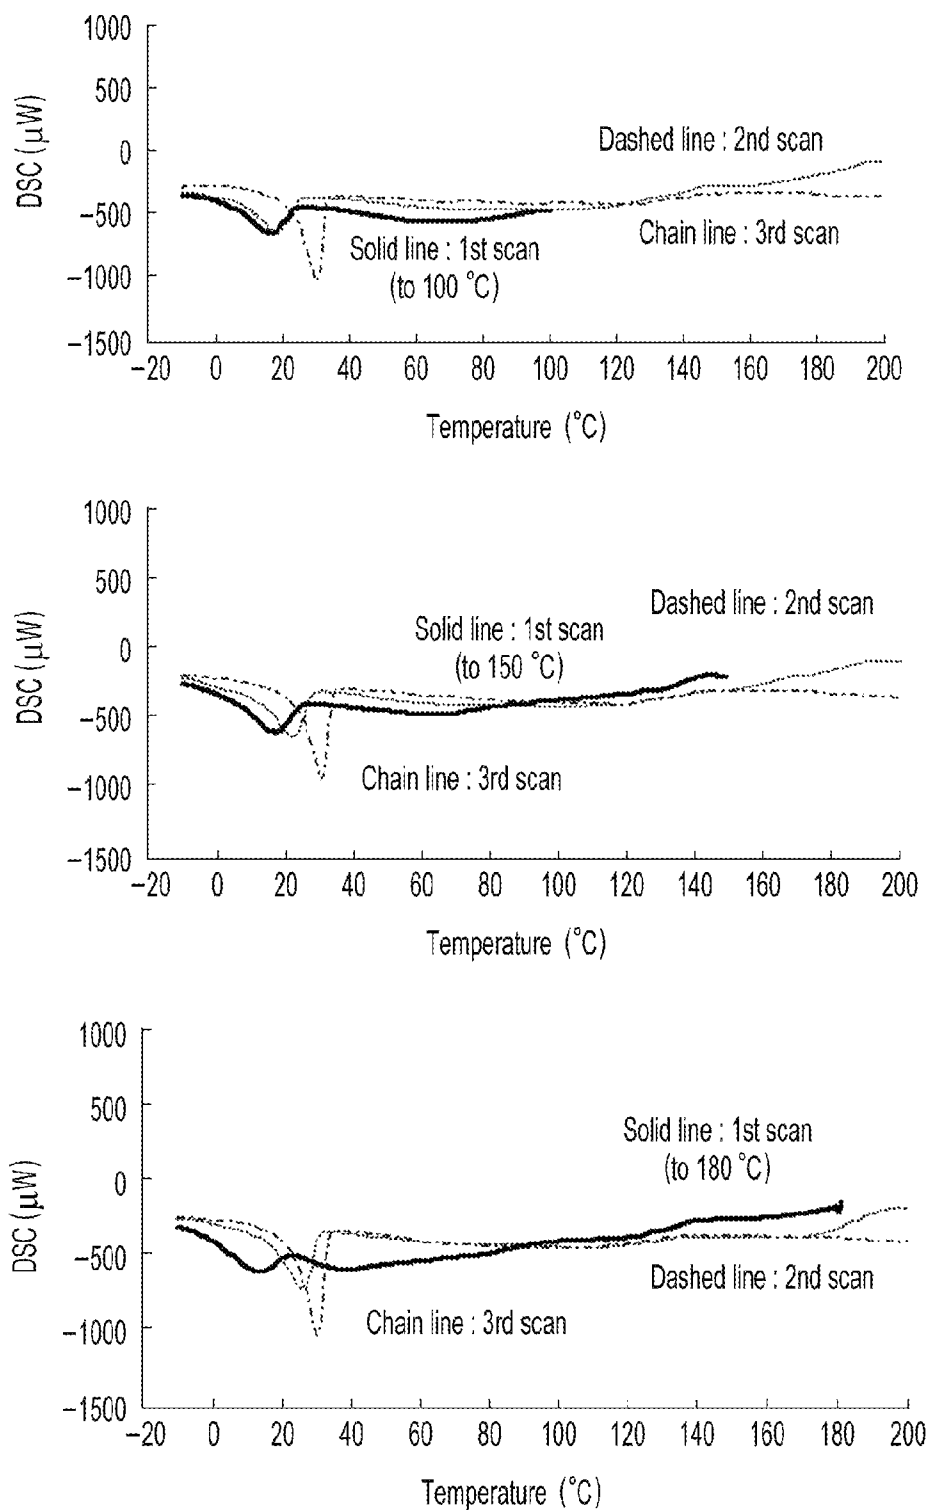 1000
500
0
−500
−1000
−1500
DSC (μW)
Dashed line : 2nd scan
Chain line : 3rd scan
Solid line : 1st scan
(to 100 °C)
−20 0 20 40 60 80 100 120 140 160 180 200
Temperature (°C)
1000
500
0
−500
−1000
−1500
DSC (μW)
Dashed line : 2nd scan
Solid line : 1st scan
(to 150 °C)
Chain line : 3rd scan
−20 0 20 40 60 80 100 120 140 160 180 200
Temperature (°C)
1000
500
0
−500
−1000
−1500
DSC (μW)
Solid line : 1st scan
(to 180 °C)
Dashed line : 2nd scan
Chain line : 3rd scan
−20 0 20 40 60 80 100 120 140 160 180 200
Temperature (°C)